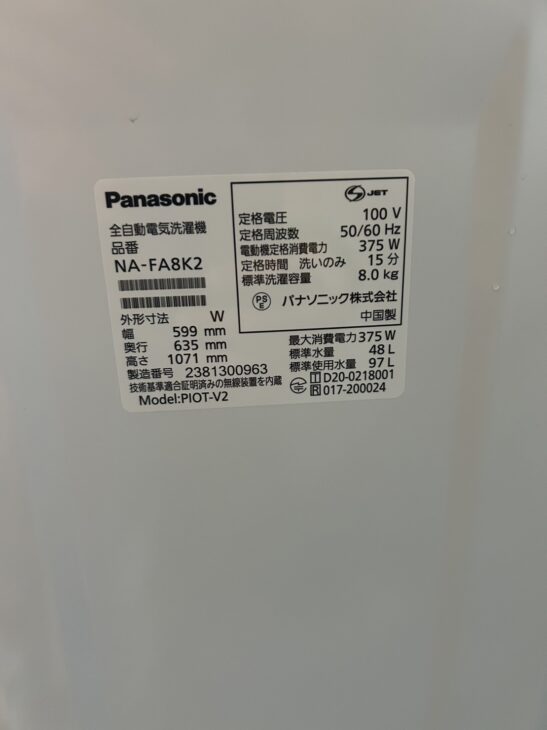 Panasonic
全自動電気洗濯機
品番
NA-FA8K2
外形寸法 W
幅 599 mm
奥行 635 mm
高さ 1071 mm
製造番号 2381300963
技術基準適合証明済みの無線装置を内蔵
Model:PIOT-V2
S JET
定格電圧 100 V
定格周波数 50/60 Hz
電動機定格消費電力 375 W
定格時間 洗いのみ 15 分
標準洗濯容量 8.0 kg
PSE パナソニック株式会社
中国製
最大消費電力 375 W
標準水量 48 L
標準使用水量 97 L
T D20-0218001
R 017-200024